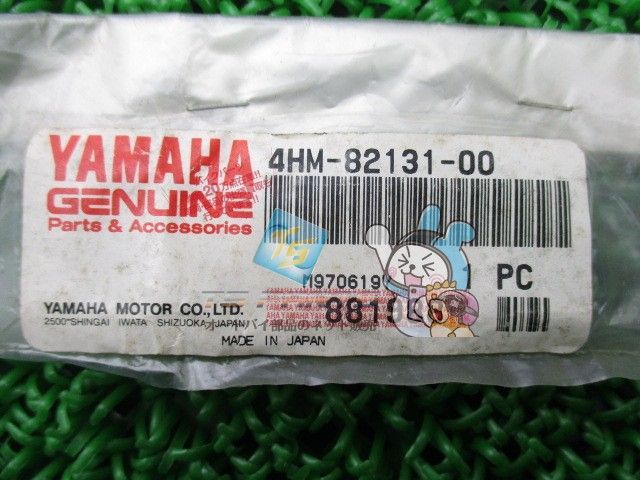 YAMAHA
GENUINE
Parts & Accessories
4HM-82131-00
PC
YAMAHA MOTOR CO.,LTD.
2500 SHINGAI IWATA SHIZUOKA JAPAN
MADE IN JAPAN